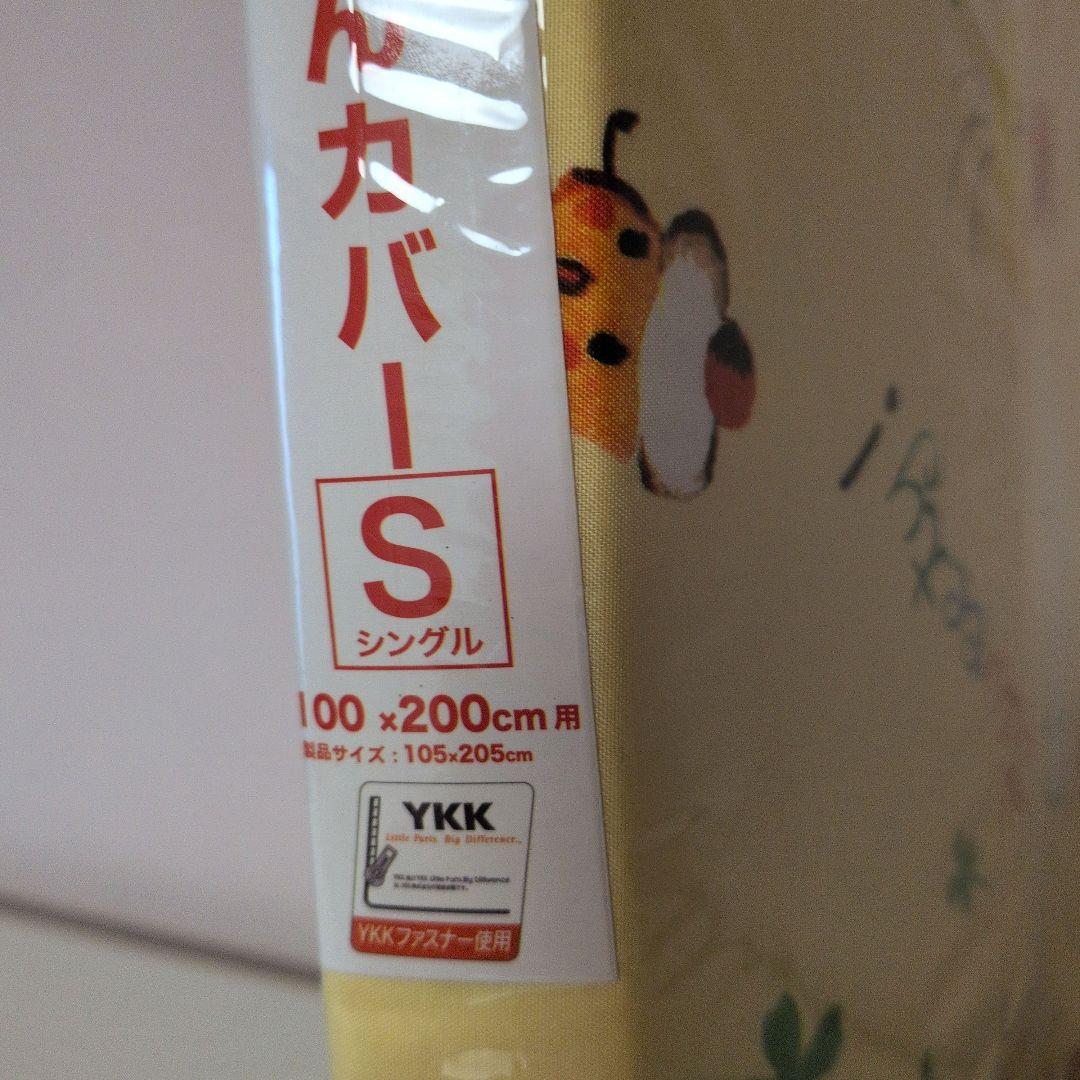 んカバー
S
シングル
100×200cm用
製品サイズ:105×205cm
YKK
Little Parts. Big Difference.
YKKファスナー使用